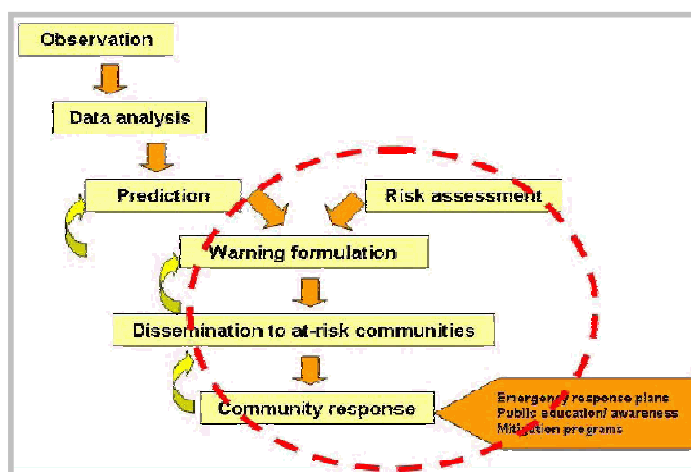 Observation
Data analysis
Prediction
Risk assessment
Warning formulation
Dissemination to at-risk communities
Community response
Emergency response plans
Public education/ awareness
Mitigation programs